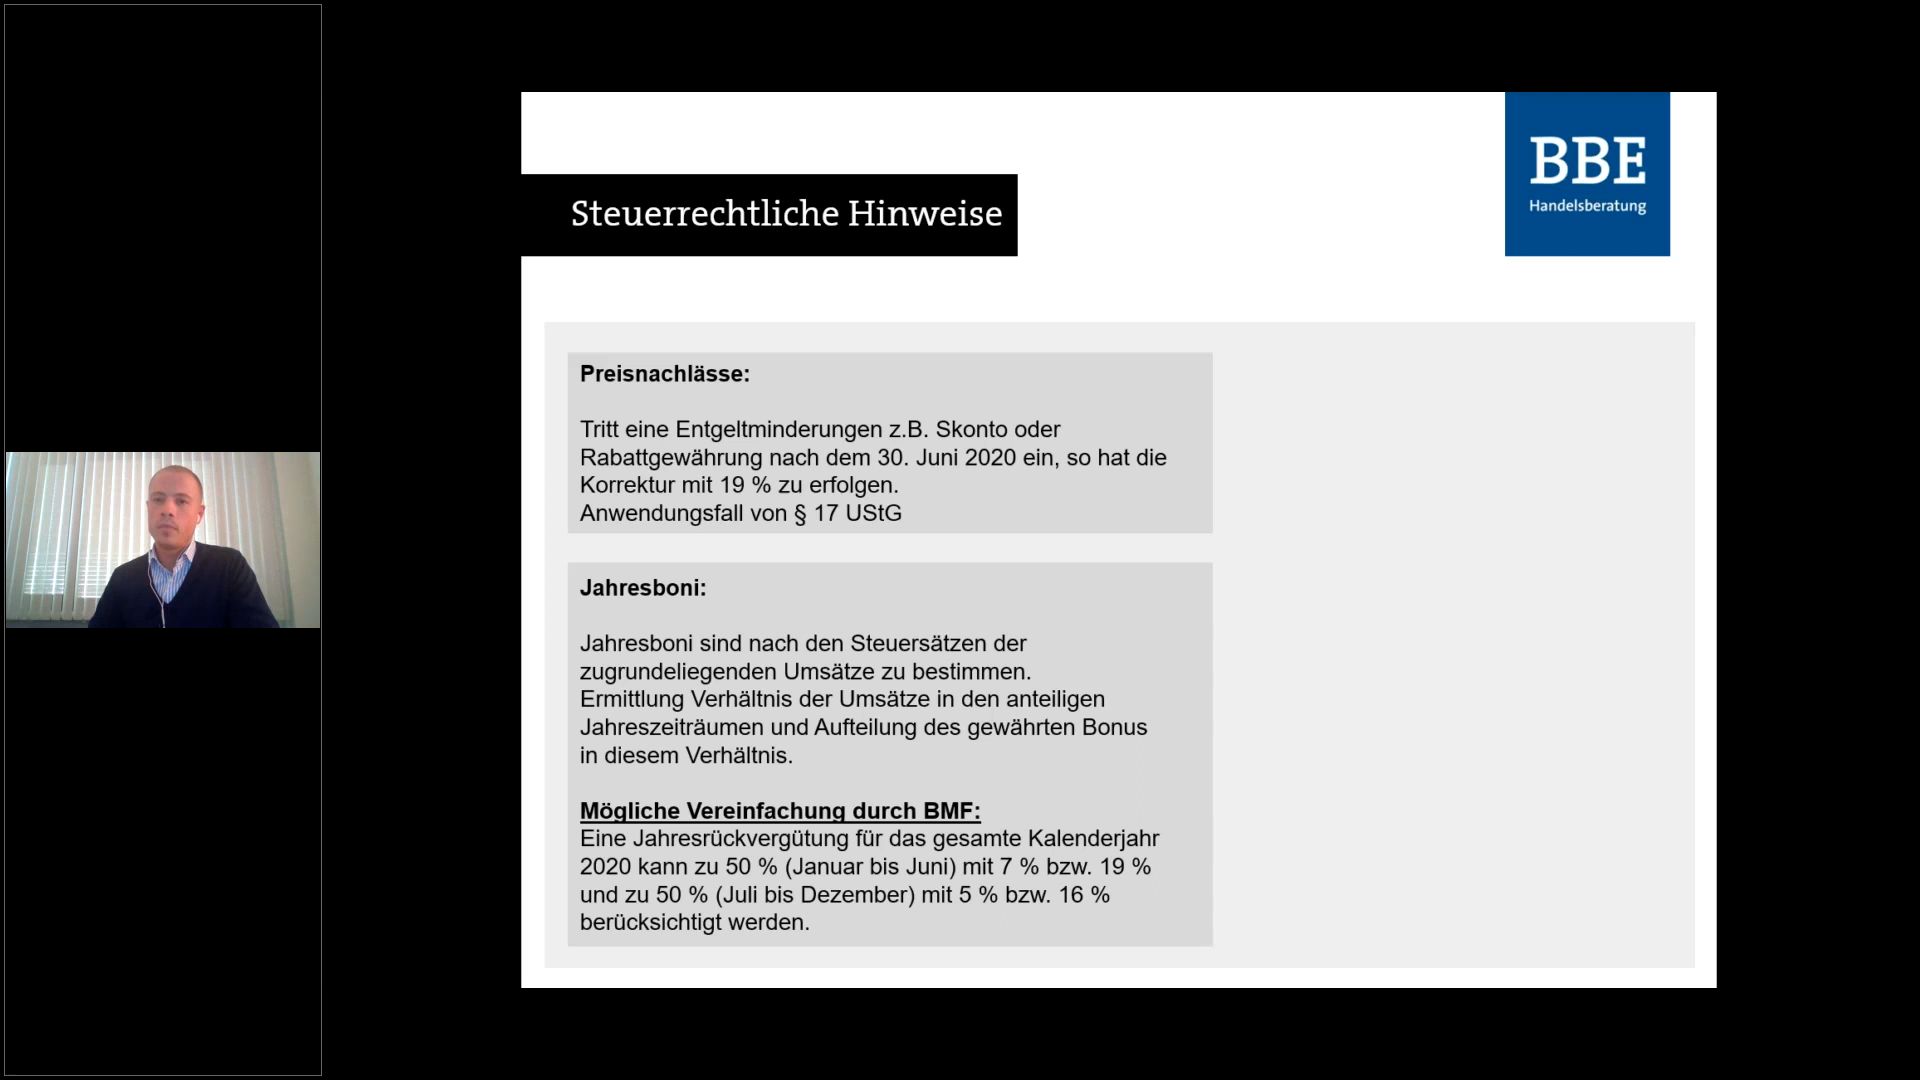 BBE
Handelsberatung
Steuerrechtliche Hinweise
Preisnachlässe:
Tritt eine Entgeltminderungen z.B. Skonto oder
Rabattgewährung nach dem 30. Juni 2020 ein, so hat die
Korrektur mit 19 % zu erfolgen.
Anwendungsfall von § 17 UStG
Jahresboni:
Jahresboni sind nach den Steuersätzen der
zugrundeliegenden Umsätze zu bestimmen.
Ermittlung Verhältnis der Umsätze in den anteiligen
Jahreszeiträumen und Aufteilung des gewährten Bonus
in diesem Verhältnis.
Mögliche Vereinfachung durch BMF:
Eine Jahresrückvergütung für das gesamte Kalenderjahr
2020 kann zu 50 % (Januar bis Juni) mit 7 % bzw. 19 %
und zu 50 % (Juli bis Dezember) mit 5 % bzw. 16 %
berücksichtigt werden.